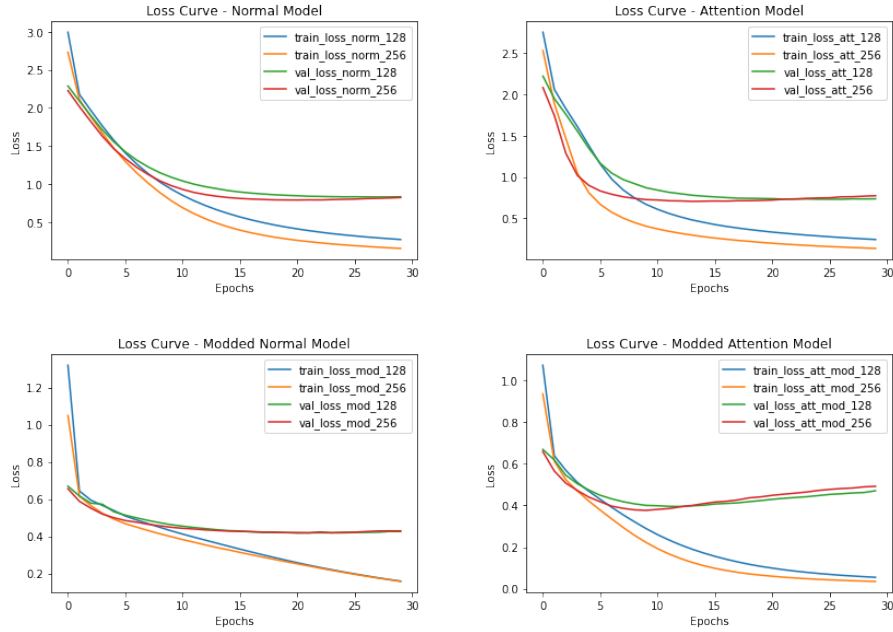 Loss Curve - Normal Model
3.0
2.5
2.0
1.5
1.0
0.5
Loss
train_loss_norm_128
train_loss_norm_256
val_loss_norm_128
val_loss_norm_256
0 5 10 15 20 25 30
Epochs
Loss Curve - Attention Model
2.5
2.0
1.5
1.0
0.5
Loss
train_loss_att_128
train_loss_att_256
val_loss_att_128
val_loss_att_256
0 5 10 15 20 25 30
Epochs
Loss Curve - Modded Normal Model
1.2
1.0
0.8
0.6
0.4
0.2
Loss
train_loss_mod_128
train_loss_mod_256
val_loss_mod_128
val_loss_mod_256
0 5 10 15 20 25 30
Epochs
Loss Curve - Modded Attention Model
1.0
0.8
0.6
0.4
0.2
0.0
Loss
train_loss_att_mod_128
train_loss_att_mod_256
val_loss_att_mod_128
val_loss_att_mod_256
0 5 10 15 20 25 30
Epochs